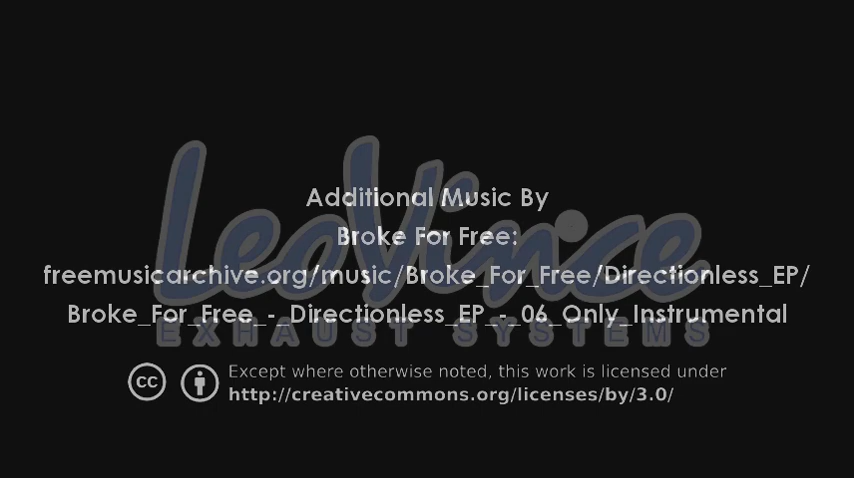 LeoVince
EXHAUST SYSTEMS
Additional Music By
Broke For Free:
freemusicarchive.org/music/Broke_For_Free/Directionless_EP/
Broke_For_Free_-_Directionless_EP_-_06_Only_Instrumental
cc
Except where otherwise noted, this work is licensed under
http://creativecommons.org/licenses/by/3.0/